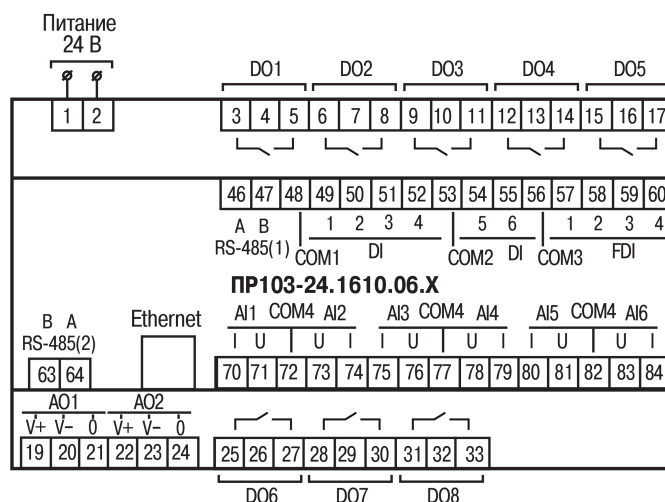 Питание
24 В
DO1 DO2 DO3 DO4 DO5
1 2 3 4 5 6 7 8 9 10 11 12 13 14 15 16 17
46 47 48 49 50 51 52 53 54 55 56 57 58 59 60
A B 1 2 3 4 5 6 1 2 3 4
RS-485(1) COM1 DI COM2 DI COM3 FDI
ПР103-24.1610.06.X
B A Ethernet AI1 COM4 AI2 AI3 COM4 AI4 AI5 COM4 AI6
RS-485(2) I U U I I U U I I U U I
63 64 70 71 72 73 74 75 76 77 78 79 80 81 82 83 84
AO1 AO2
V+ V- 0 V+ V- 0
19 20 21 22 23 24 25 26 27 28 29 30 31 32 33
DO6 DO7 DO8